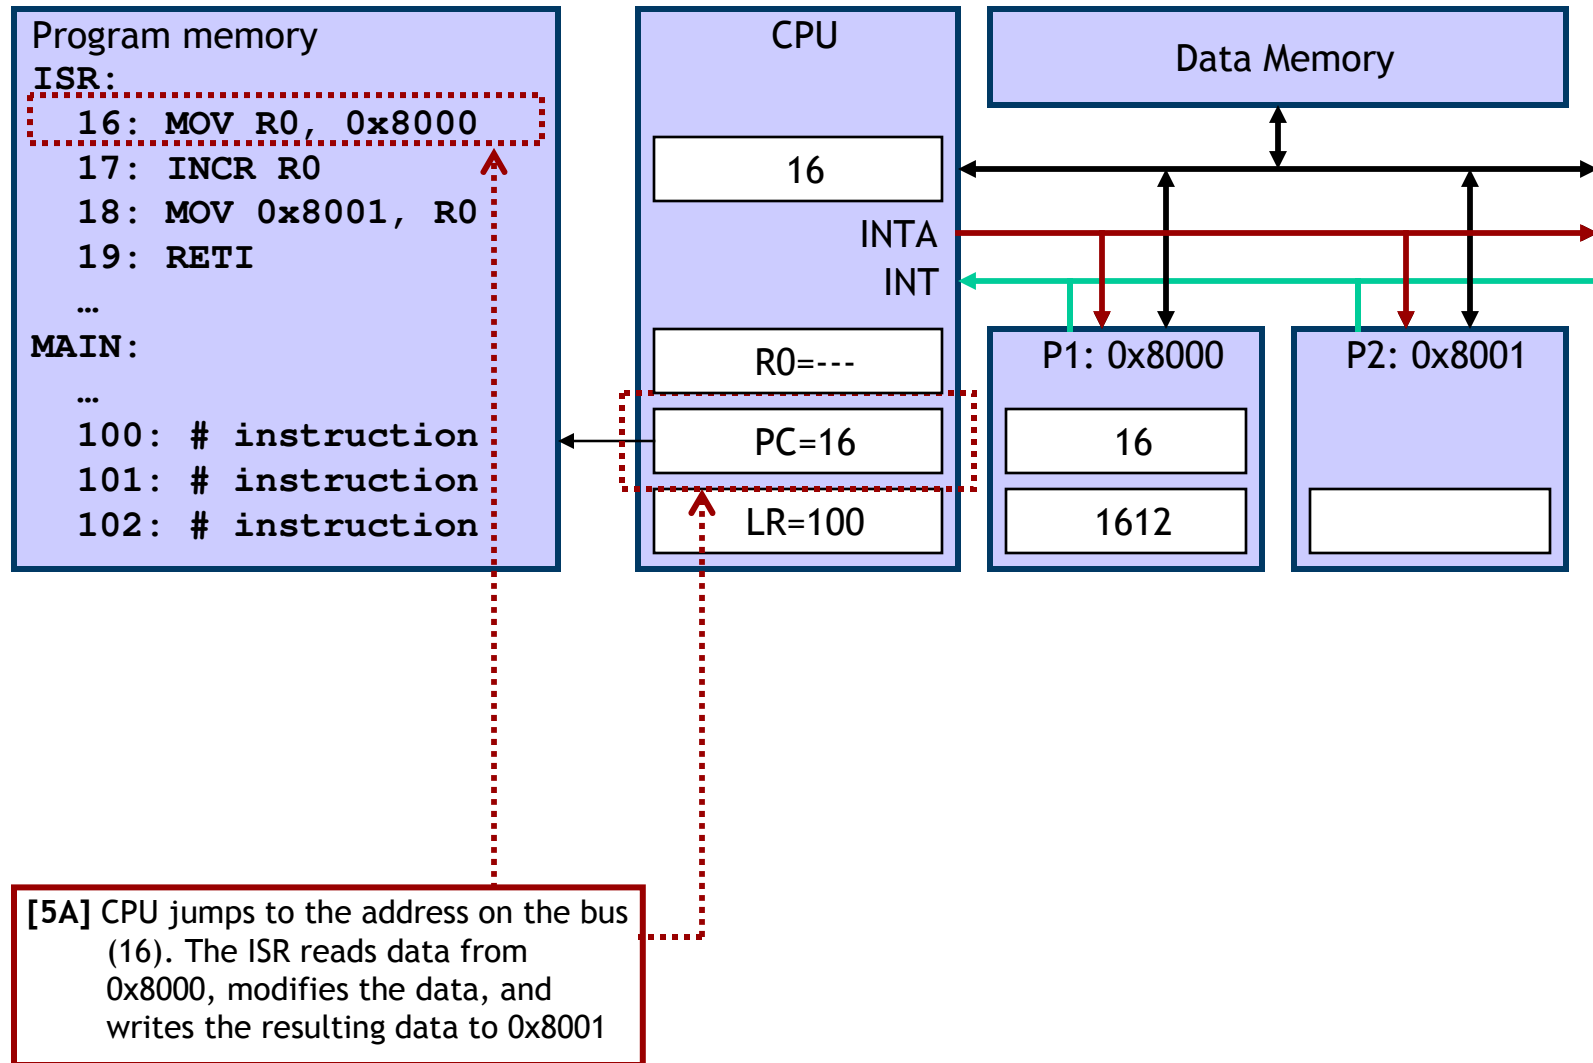 Program memory
ISR:
16: MOV R0, 0x8000
17: INCR R0
18: MOV 0x8001, R0
19: RETI
…
MAIN:
…
100: # instruction
101: # instruction
102: # instruction
CPU
16
INTA
INT
R0=---
PC=16
LR=100
Data Memory
P1: 0x8000
16
1612
P2: 0x8001
[5A] CPU jumps to the address on the bus
(16). The ISR reads data from
0x8000, modifies the data, and
writes the resulting data to 0x8001